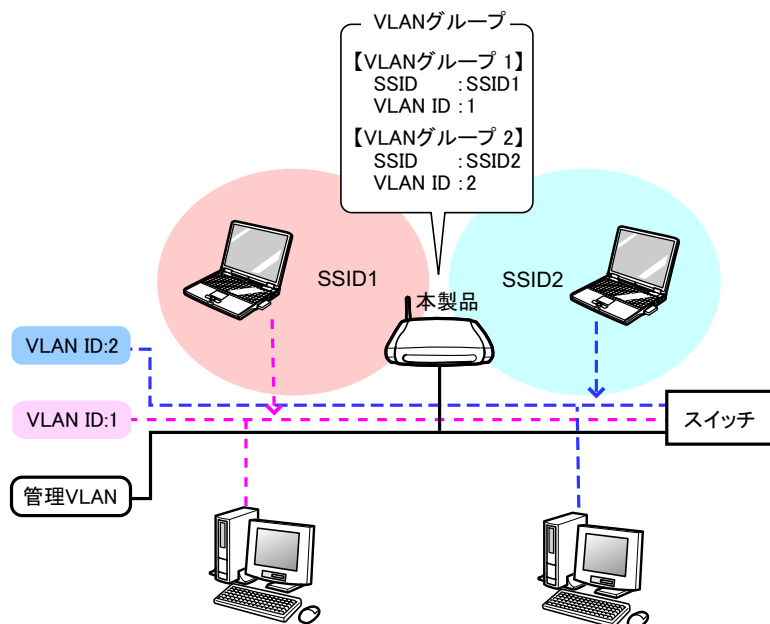 VLANグループ
【VLANグループ 1】
SSID :SSID1
VLAN ID :1
【VLANグループ 2】
SSID :SSID2
VLAN ID :2
SSID1
SSID2
本製品
VLAN ID:2
VLAN ID:1
スイッチ
管理VLAN